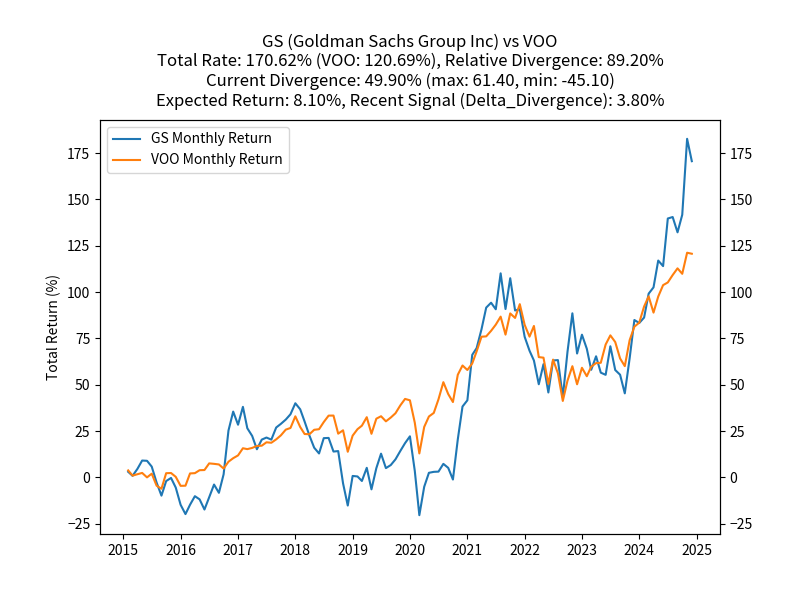 GS (Goldman Sachs Group Inc) vs VOO
Total Rate: 170.62% (VOO: 120.69%), Relative Divergence: 89.20%
Current Divergence: 49.90% (max: 61.40, min: -45.10)
Expected Return: 8.10%, Recent Signal (Delta_Divergence): 3.80%
GS Monthly Return
VOO Monthly Return
Total Return (%)
175 175
150 150
125 125
100 100
75 75
50 50
25 25
0 0
−25 −25
2015 2016 2017 2018 2019 2020 2021 2022 2023 2024 2025